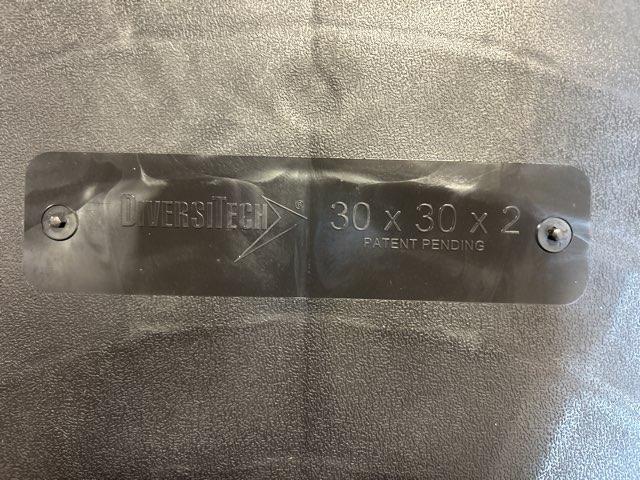 DIVERSITECH® 30 x 30 x 2
PATENT PENDING